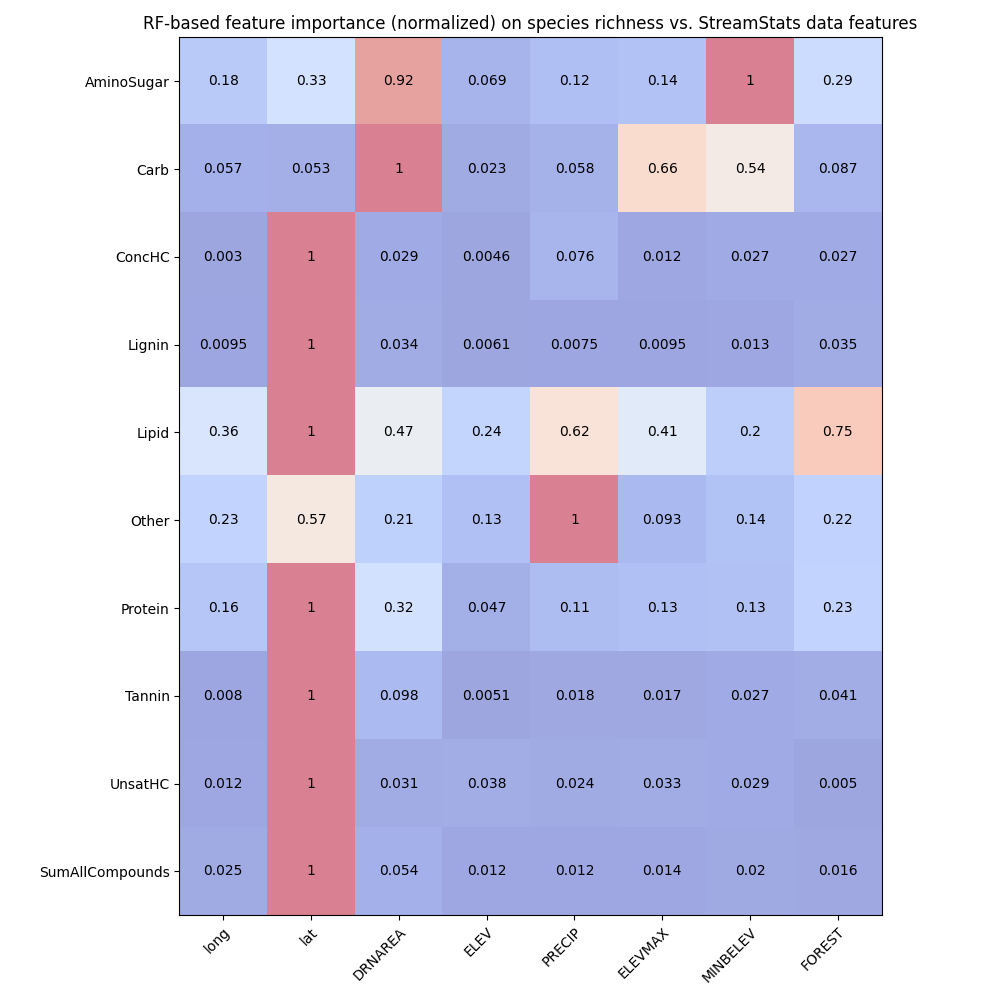 RF-based feature importance (normalized) on species richness vs. StreamStats data features
AminoSugar 0.18 0.33 0.92 0.069 0.12 0.14 1 0.29
Carb 0.057 0.053 1 0.023 0.058 0.66 0.54 0.087
ConcHC 0.003 1 0.029 0.0046 0.076 0.012 0.027 0.027
Lignin 0.0095 1 0.034 0.0061 0.0075 0.0095 0.013 0.035
Lipid 0.36 1 0.47 0.24 0.62 0.41 0.2 0.75
Other 0.23 0.57 0.21 0.13 1 0.093 0.14 0.22
Protein 0.16 1 0.32 0.047 0.11 0.13 0.13 0.23
Tannin 0.008 1 0.098 0.0051 0.018 0.017 0.027 0.041
UnsatHC 0.012 1 0.031 0.038 0.024 0.033 0.029 0.005
SumAllCompounds 0.025 1 0.054 0.012 0.012 0.014 0.02 0.016
long lat DRNAREA ELEV PRECIP ELEVMAX MINBELEV FOREST